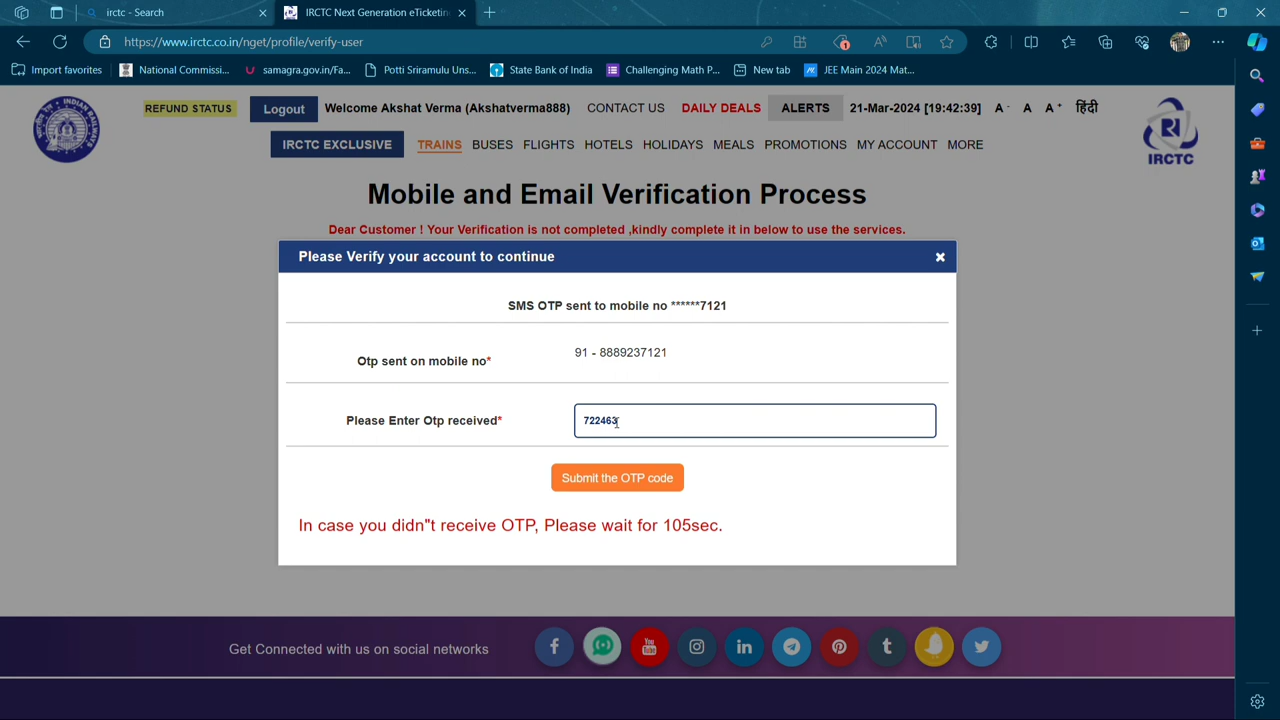 irctc - Search
IRCTC Next Generation eTicketin
https://www.irctc.co.in/nget/profile/verify-user
Import favorites National Commissi... samagra.gov.in/Fa... Potti Sriramulu Uns... State Bank of India Challenging Math P... New tab JEE Main 2024 Mat...
INDIAN RAILWAYS
REFUND STATUS Logout Welcome Akshat Verma (Akshatverma888) CONTACT US DAILY DEALS ALERTS 21-Mar-2024 [19:42:39] A- A A+ हिंदी
IRCTC EXCLUSIVE TRAINS BUSES FLIGHTS HOTELS HOLIDAYS MEALS PROMOTIONS MY ACCOUNT MORE
IRCTC
Mobile and Email Verification Process
Dear Customer ! Your Verification is not completed ,kindly complete it in below to use the services.
Please Verify your account to continue
SMS OTP sent to mobile no ******7121
Otp sent on mobile no* 91 - 8889237121
Please Enter Otp received* 722463
Submit the OTP code
In case you didn"t receive OTP, Please wait for 105sec.
Get Connected with us on social networks